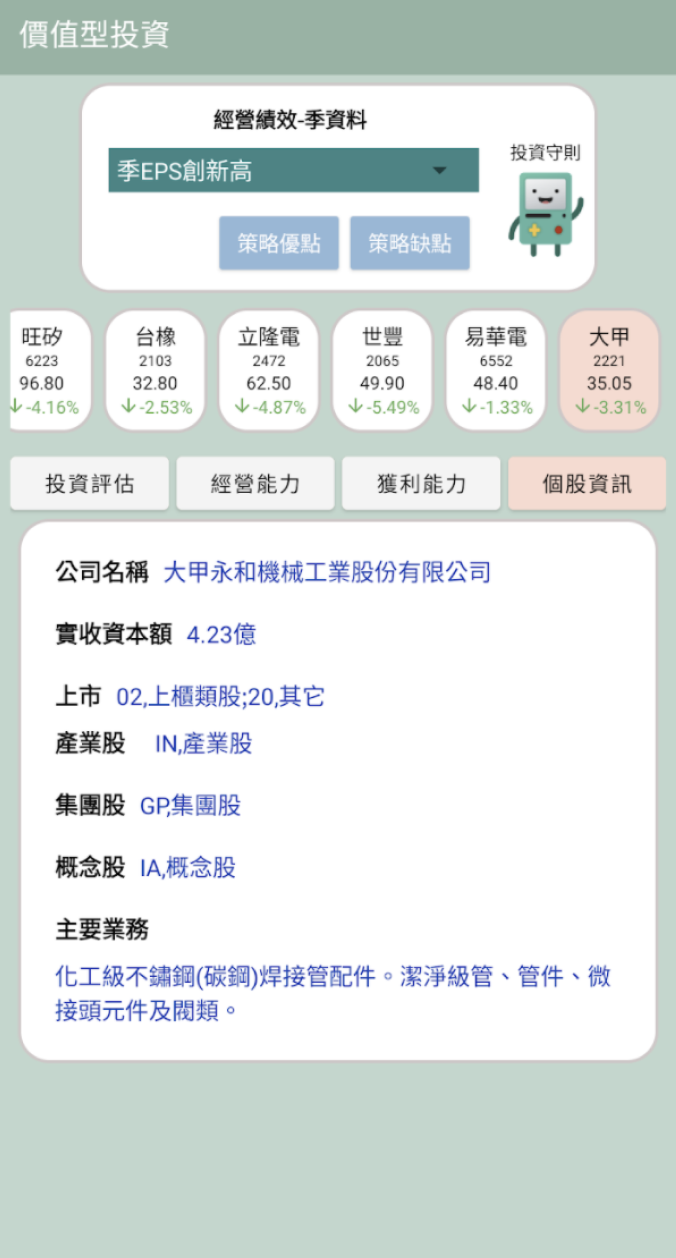 價值型投資
經營績效-季資料
季EPS創新高
投資守則
策略優點 策略缺點
旺矽 台橡 立隆電 世豐 易華電 大甲
6223 2103 2472 2065 6552 2221
96.80 32.80 62.50 49.90 48.40 35.05
↓-4.16% ↓-2.53% ↓-4.87% ↓-5.49% ↓-1.33% ↓-3.31%
投資評估 經營能力 獲利能力 個股資訊
公司名稱 大甲永和機械工業股份有限公司
實收資本額 4.23億
上市 02,上櫃類股;20,其它
產業股 IN,產業股
集團股 GP,集團股
概念股 IA,概念股
主要業務
化工級不鏽鋼(碳鋼)焊接管配件。潔淨級管、管件、微
接頭元件及閥類。